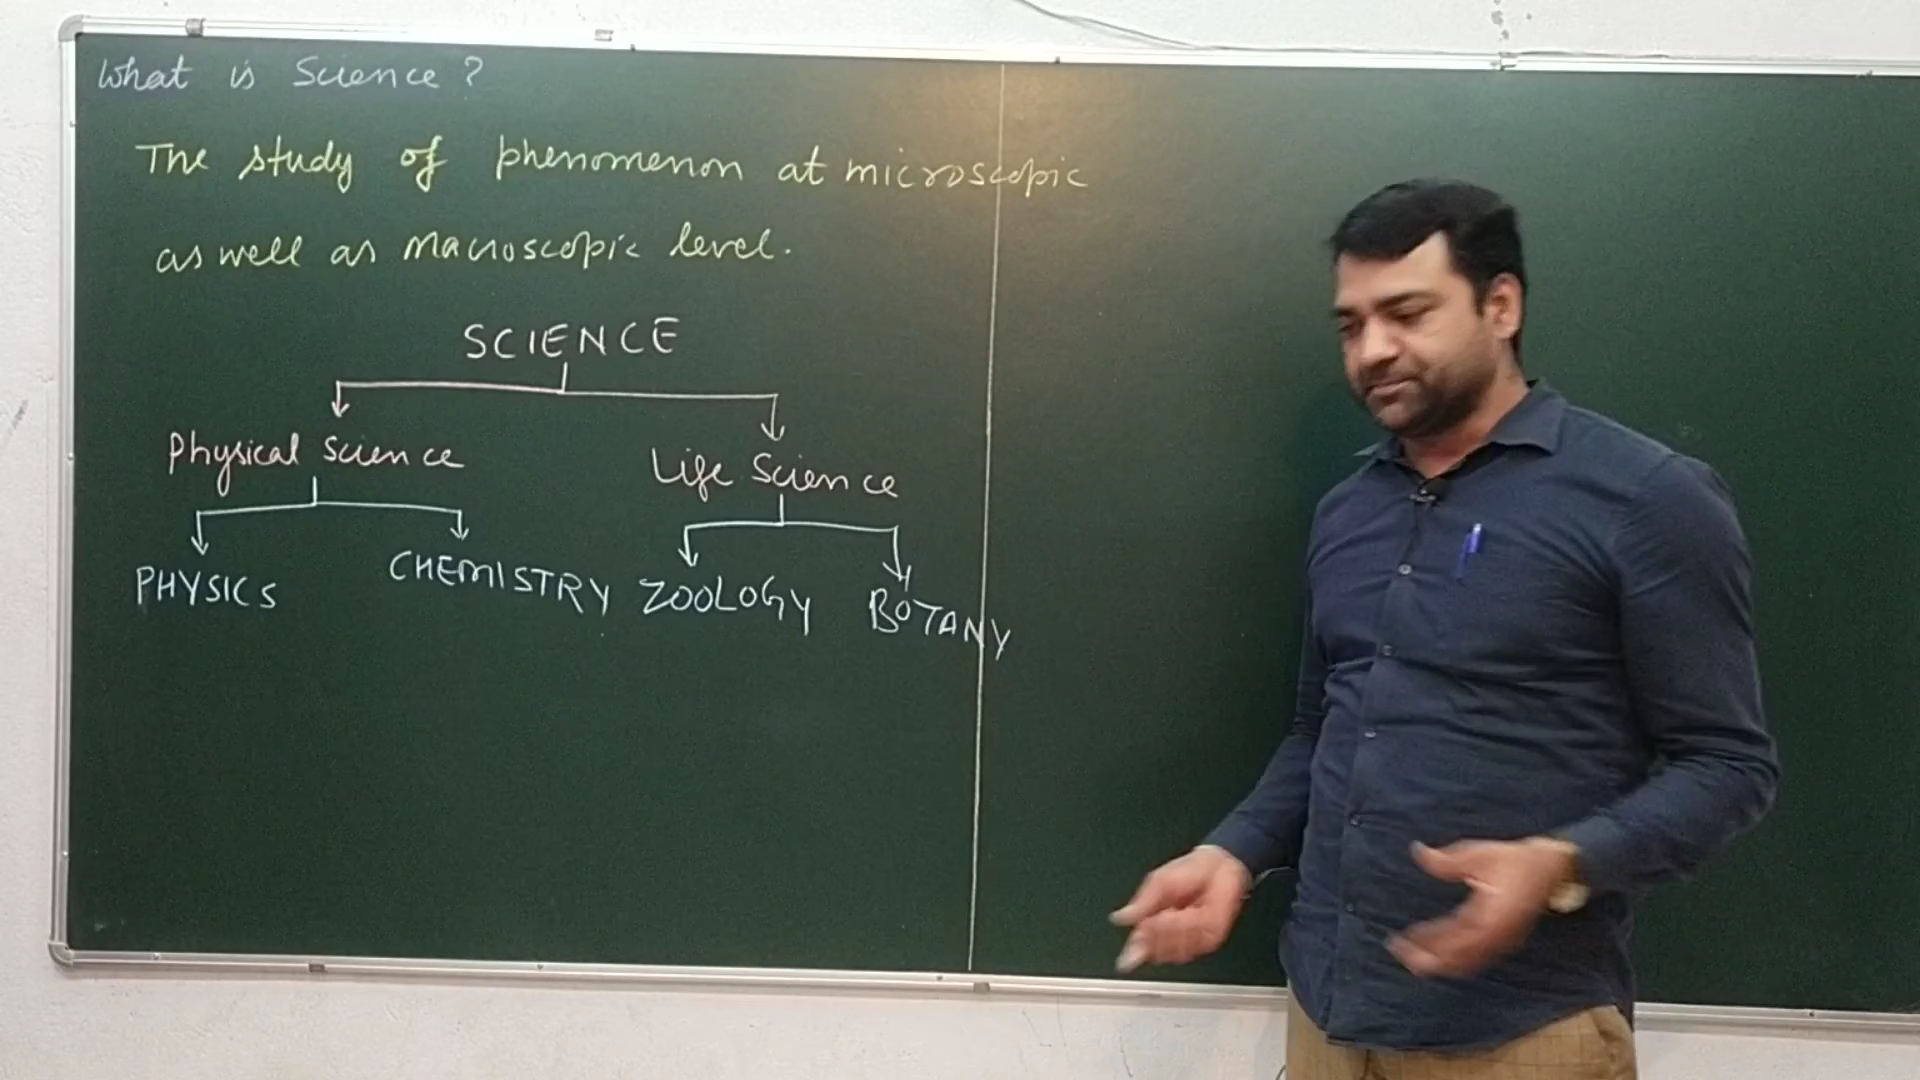 What is Science?
The study of phenomenon at microscopic
as well as Macroscopic level.
SCIENCE
Physical Science
Life Science
PHYSICS
CHEMISTRY
ZOOLOGY
BOTANY